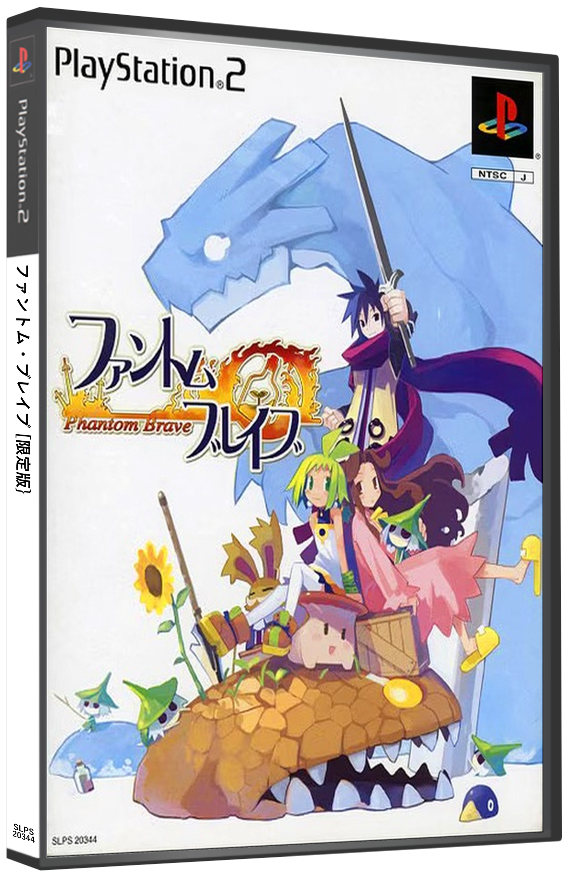 PlayStation®2
NTSC J
ファントム
Phantom Brave
ブレイブ
SLPS 20344
PlayStation®2
ファントム・ブレイブ [限定版]
SLPS
20344